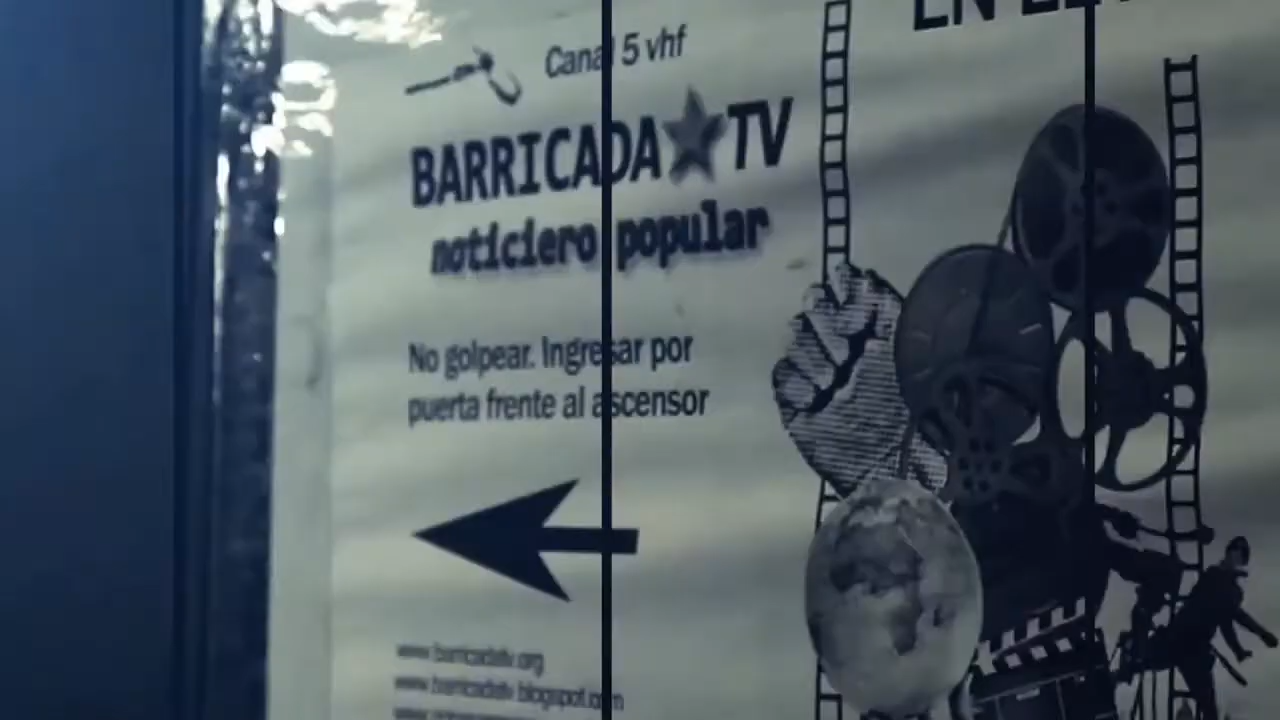 Canal 5 vhf
BARRICADA TV
noticiero popular
No golpear. Ingresar por
puerta frente al ascensor
www.barricadatv.org
www.barricadatv.blogspot.com
EN